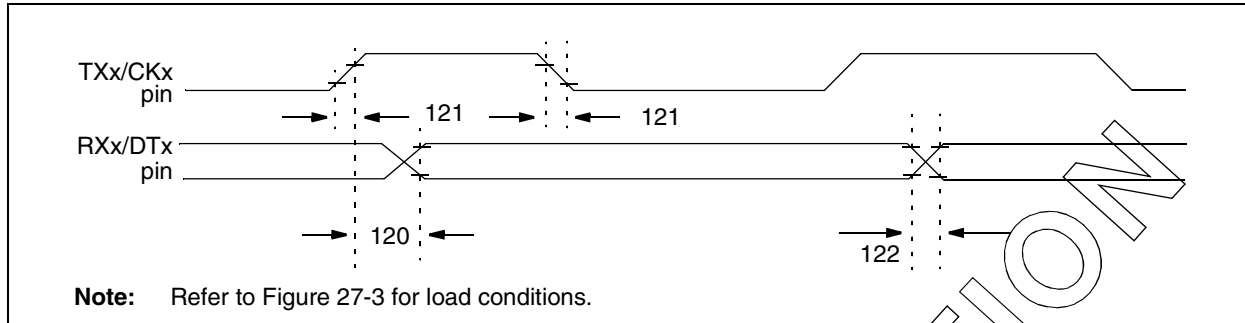 TXx/CKx
pin
121
121
RXx/DTx
pin
120
122
Note: Refer to Figure 27-3 for load conditions.
TION